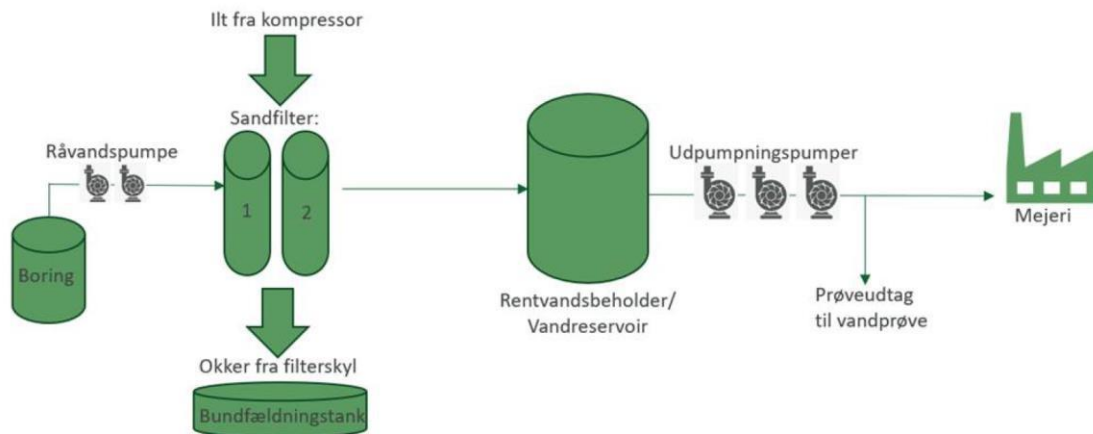 Ilt fra kompressor
Sandfilter:
Råvandspumpe
1
2
Boring
Okker fra filterskyl
Bundfældningstank
Rentvandsbeholder/
Vandreservoir
Udpumpningspumper
Prøveudtag
til vandprøve
Mejeri